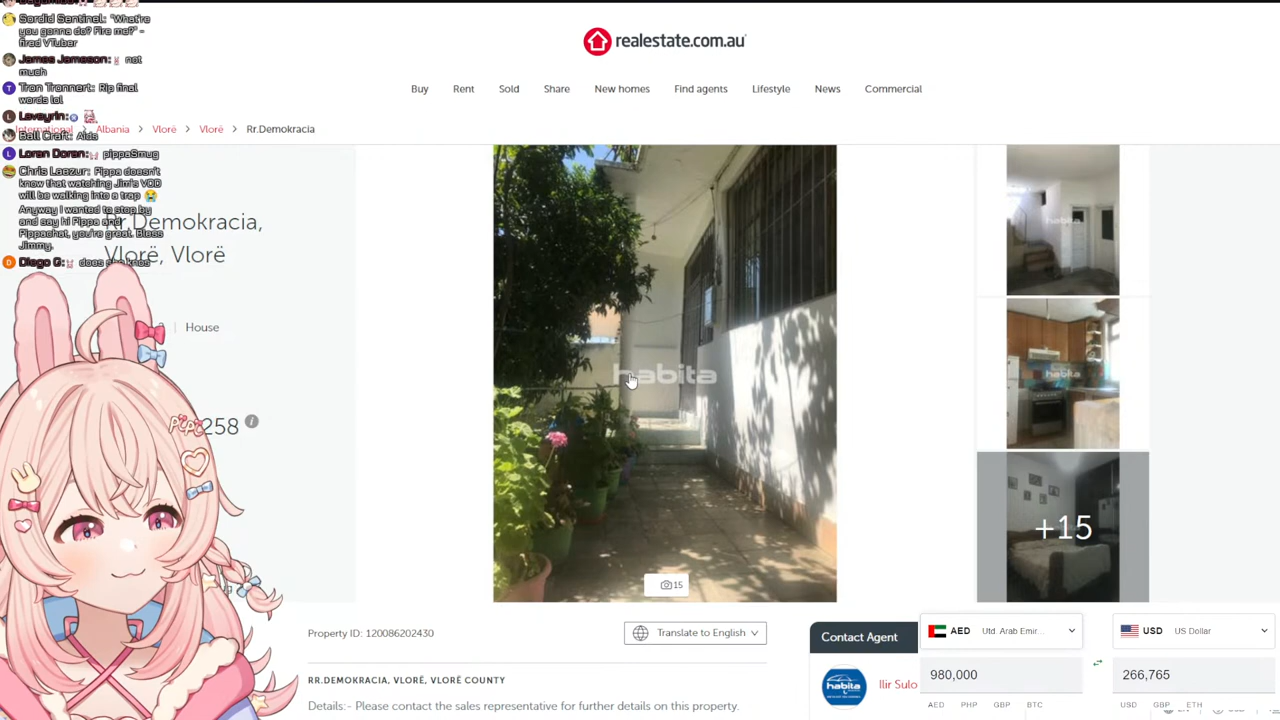 Sordid Sentinel: "What're
you gonna do? Fire me?" -
fired VTuber
James Jameson: not
much
Tron Tronnert: Rip final
words lol
Leveyrin:
Ball Craft: Aids
Loran Doran: pippaSmug
Chris Laezur: Pippa doesn't
know that watching Jim's VOD
will be walking into a trap 😭
Anyway I wanted to stop by
and say hi Pippa and
Pippachat, you're great. Bless
Jimmy.
Diego G:
realestate.com.au
Buy
Rent
Sold
Share
New homes
Find agents
Lifestyle
News
Commercial
International > Albania > Vlorë > Vlorë > Rr.Demokracia
Rr.Demokracia,
Vlorë, Vlorë
House
258
Pipa
habita
habita
habita
+15
15
Property ID: 120086202430
Translate to English
RR.DEMOKRACIA, VLORË, VLORË COUNTY
Details:- Please contact the sales representative for further details on this property.
Contact Agent
habita
Ilir Sulo
AED Utd. Arab Emir...
USD US Dollar
980,000
266,765
AED PHP GBP BTC
USD GBP ETH